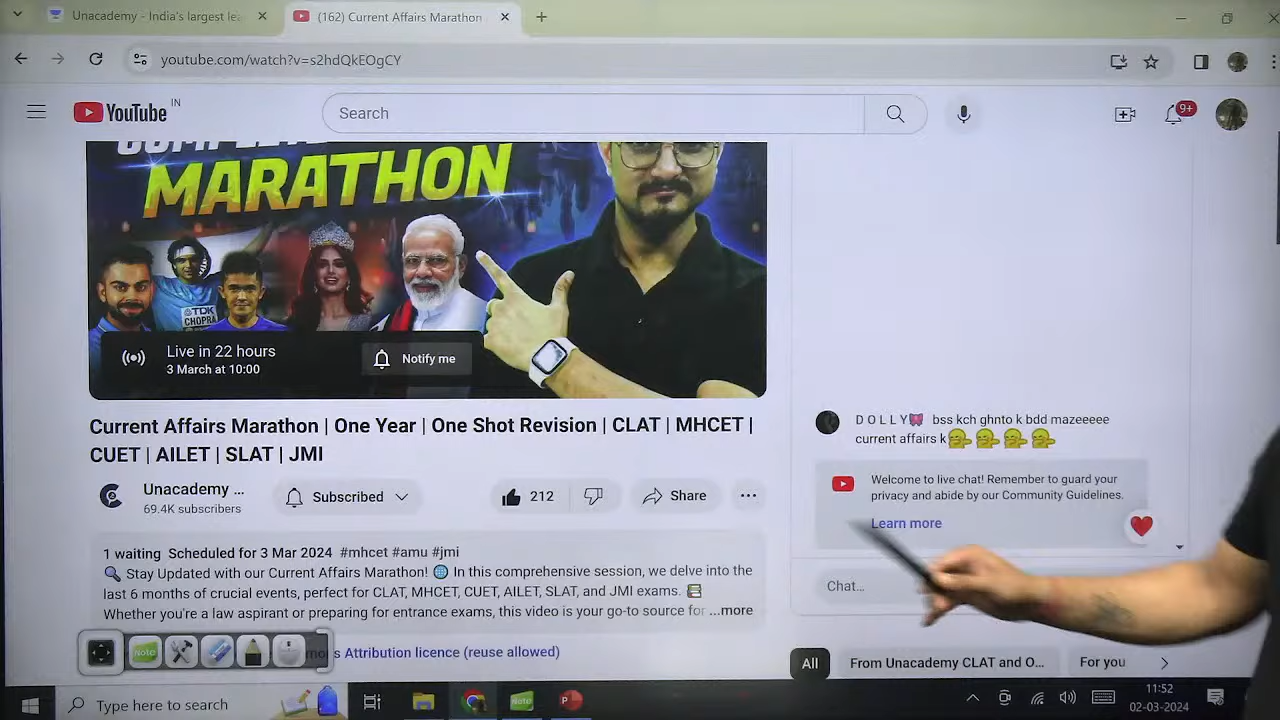 Unacademy - India's largest lea
(162) Current Affairs Marathon
youtube.com/watch?v=s2hdQkEOgCY
YouTube IN
Search
9+
COMPLETE
MARATHON
TDK
CHOPRA
Live in 22 hours
3 March at 10:00
Notify me
Current Affairs Marathon | One Year | One Shot Revision | CLAT | MHCET |
CUET | AILET | SLAT | JMI
Unacademy ...
69.4K subscribers
Subscribed
212
Share
1 waiting Scheduled for 3 Mar 2024 #mhcet #amu #jmi
🔍 Stay Updated with our Current Affairs Marathon! 🌐 In this comprehensive session, we delve into the
last 6 months of crucial events, perfect for CLAT, MHCET, CUET, AILET, SLAT, and JMI exams. 📚
Whether you're a law aspirant or preparing for entrance exams, this video is your go-to source for ...more
s Attribution licence (reuse allowed)
D O L L Y🎀 bss kch ghnto k bdd mazeeeee
current affairs k
Welcome to live chat! Remember to guard your
privacy and abide by our Community Guidelines.
Learn more
Chat...
All
From Unacademy CLAT and O...
For you
Note
Type here to search
Note
11:52
02-03-2024